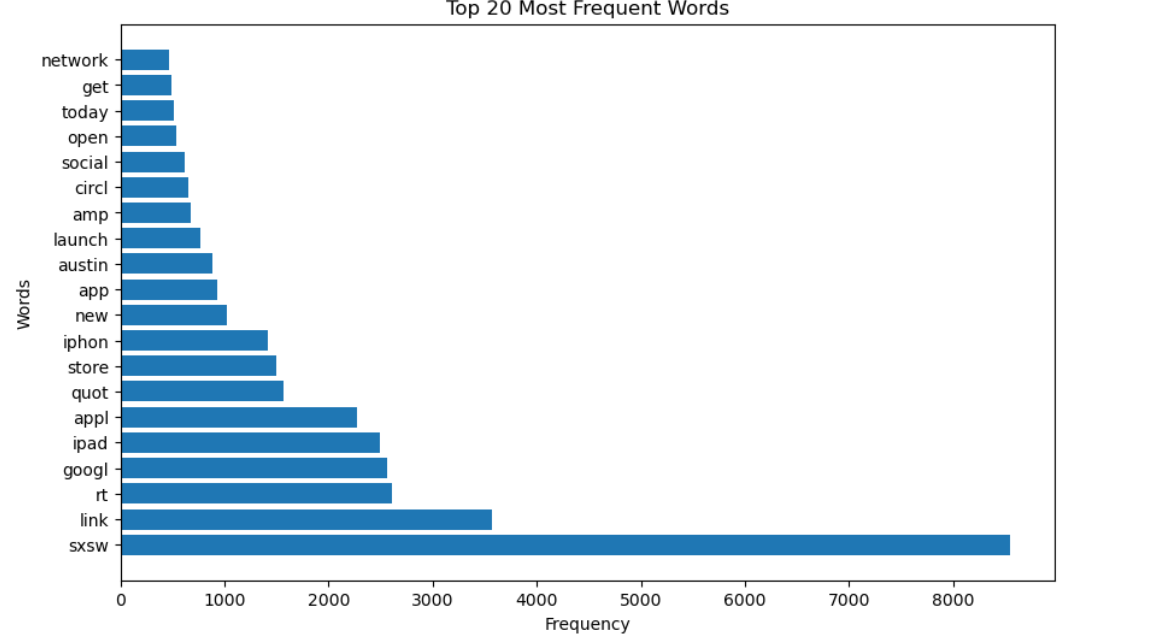 Top 20 Most Frequent Words
network
get
today
open
social
circl
amp
launch
austin
app
new
iphon
store
quot
appl
ipad
googl
rt
link
sxsw
Words
0 1000 2000 3000 4000 5000 6000 7000 8000
Frequency